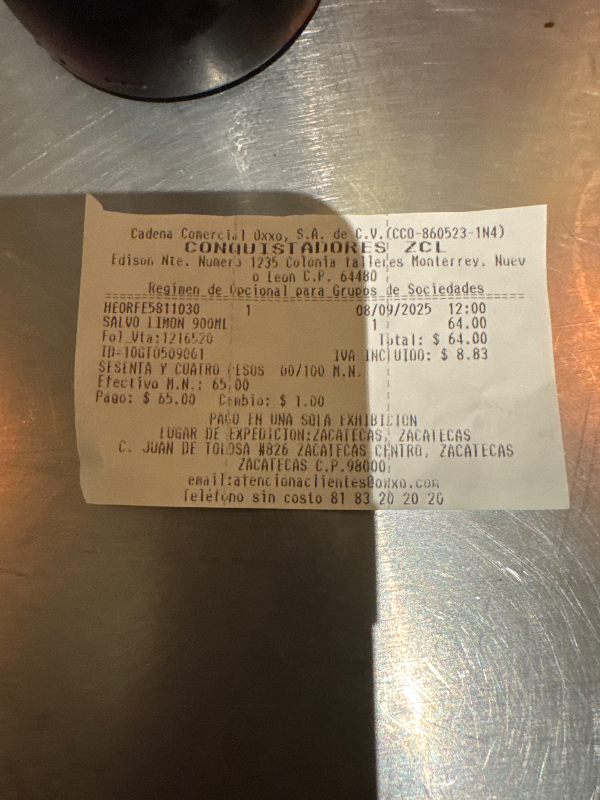 Cadena Comercial Oxxo, S.A. de C.V.(CCO-860523-1N4)
CONQUISTADORES ZCL
Edison Nte. Numero 1235 Colonia talleres Monterrey. Nuev
o Leon C.P. 64480
Regimen de Opcional para Grupos de Sociedades
HEORFE5811030 1 08/09/2025 12:00
SALVO LIMON 900ML 1 64.00
Fol_Vta:1216520 Total: $ 64.00
ID=10GT0509061 IVA INCLUIDO: $ 8.83
SESENTA Y CUATRO PESOS 00/100 M.N.
Efectivo M.N.: 65.00
Pago: $ 65.00 Cambio: $ 1.00
PAGO EN UNA SOLA EXHIBICION
LUGAR DE EXPEDICION:ZACATECAS, ZACATECAS
C. JUAN DE TOLOSA #826 ZACATECAS CENTRO, ZACATECAS
ZACATECAS C.P.98000
email:atencionaclientes@oxxo.com
Teléfono sin costo 81 83 20 20 20